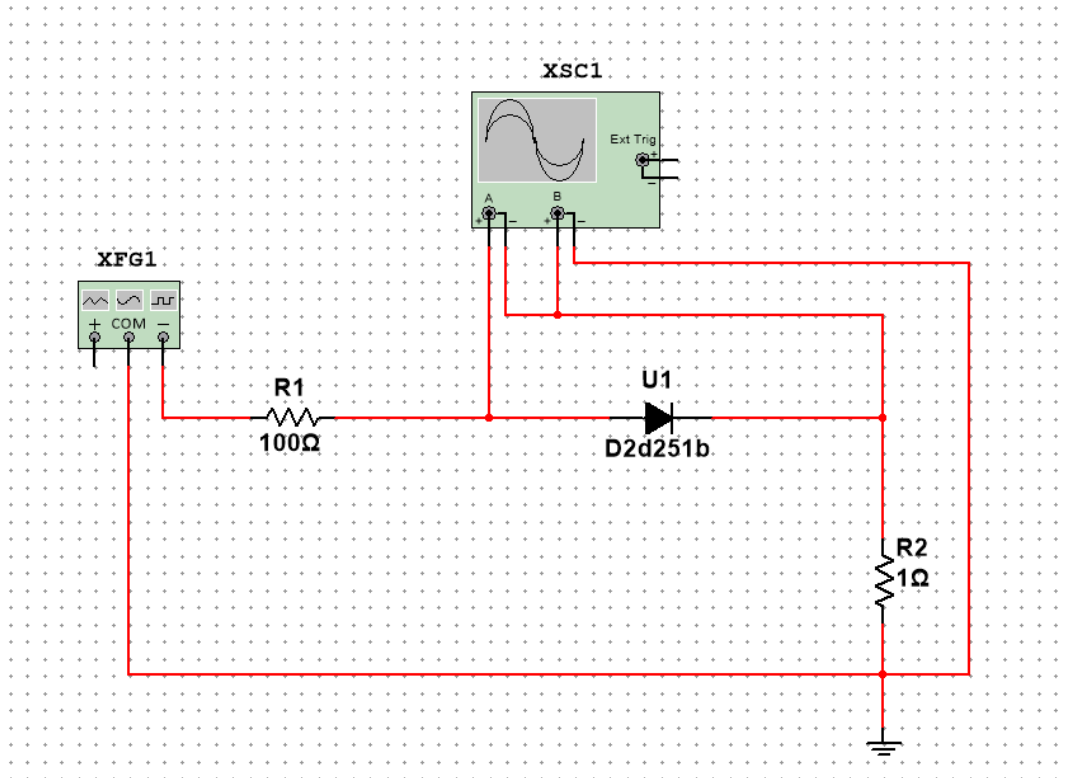 XSC1
Ext Trig
+
−
A
B
+ −
+ −
XFG1
+ COM −
R1
100Ω
U1
D2d251b
R2
1Ω